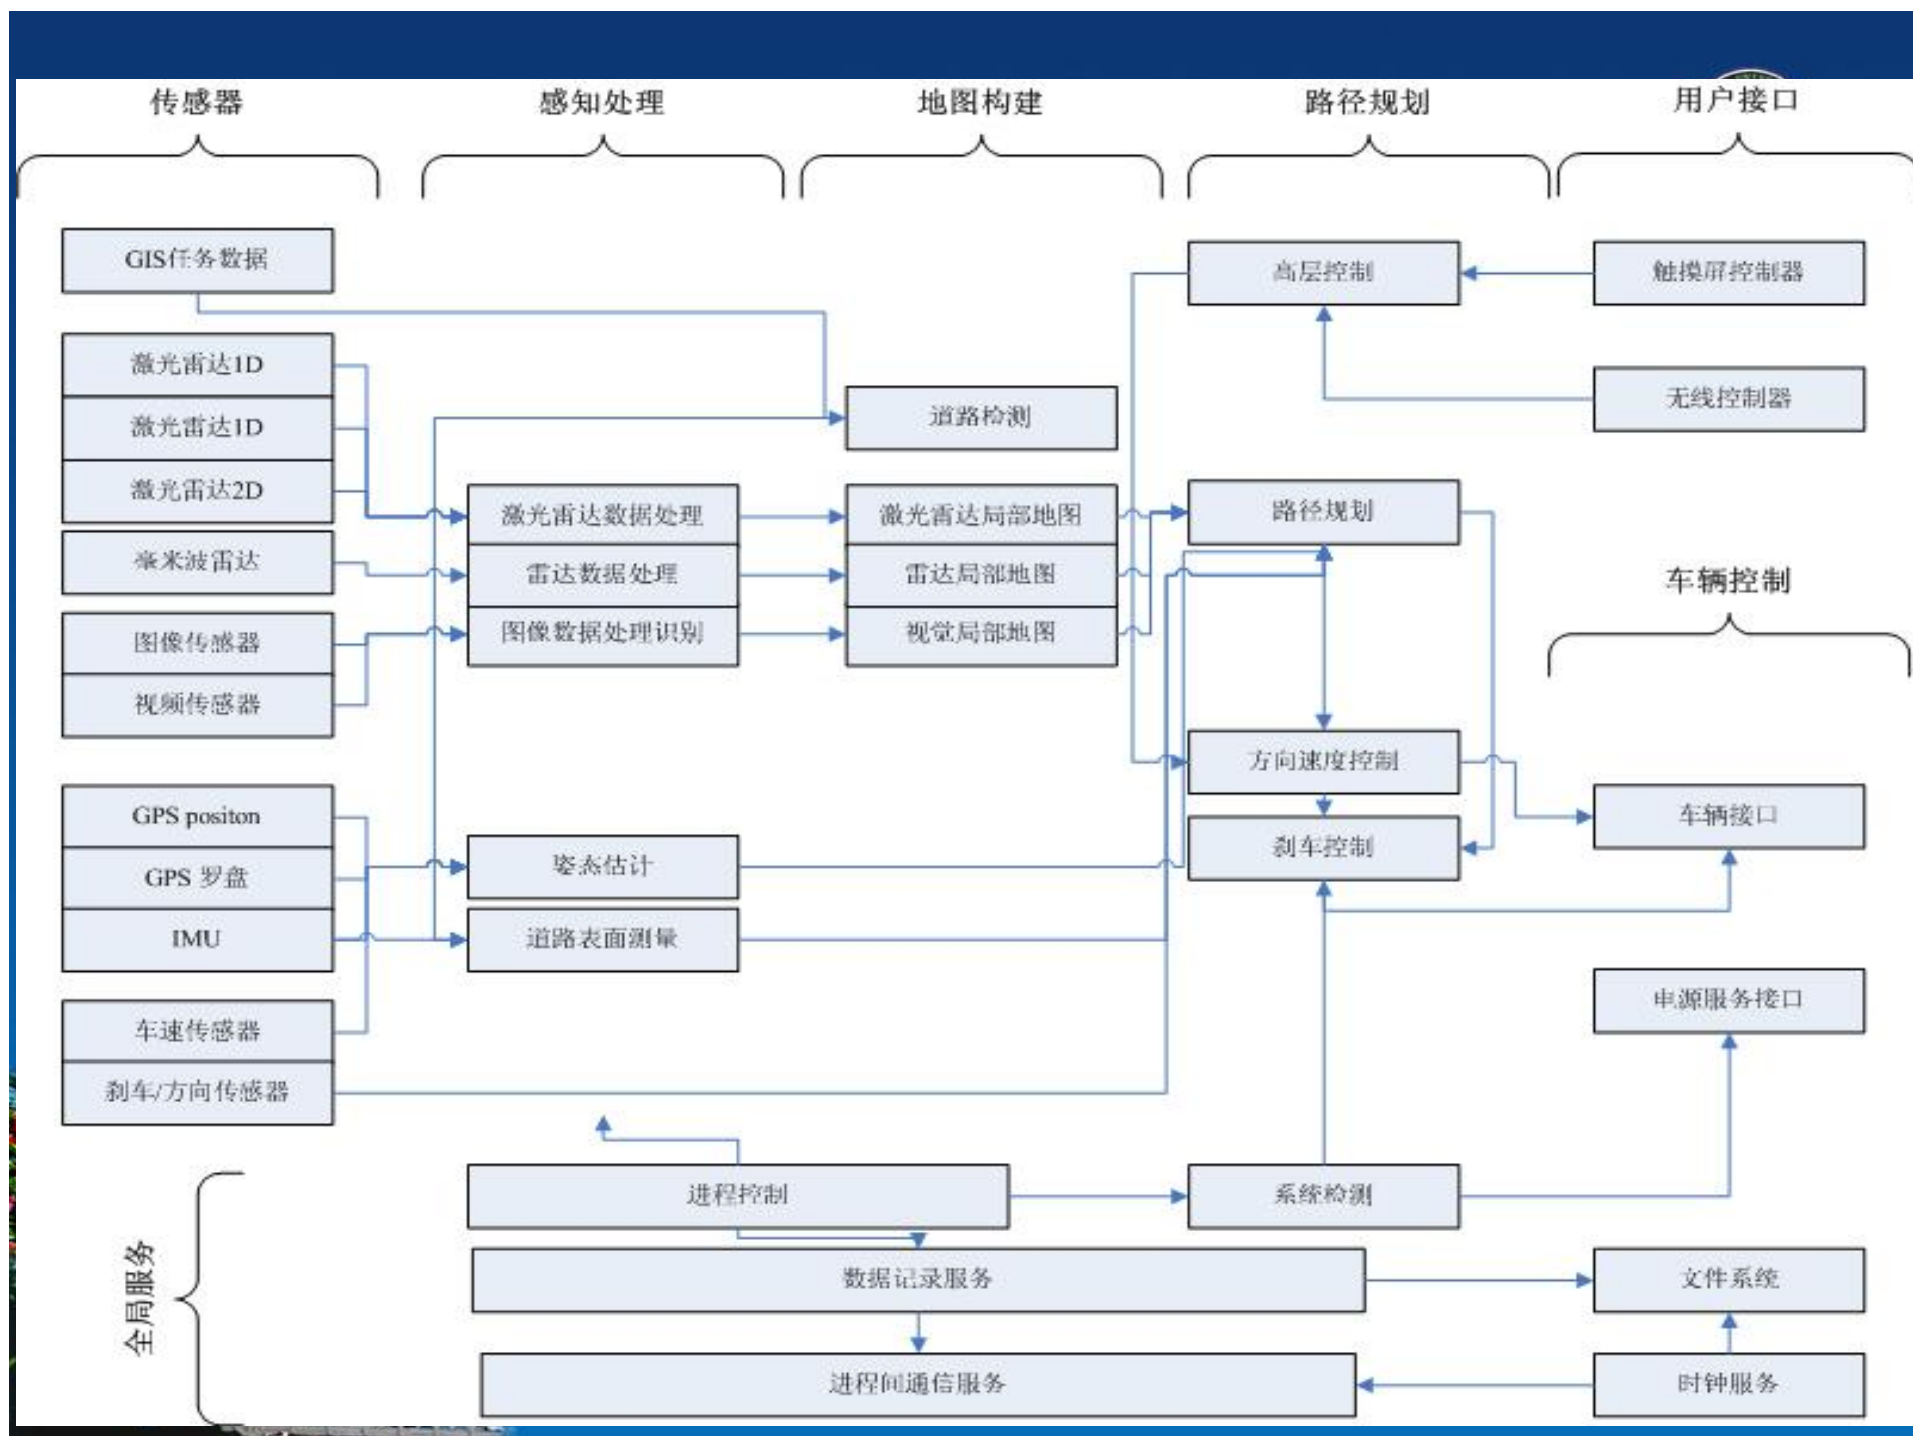 传感器
感知处理
地图构建
路径规划
用户接口
GIS任务数据
高层控制
触摸屏控制器
激光雷达1D
无线控制器
道路检测
激光雷达1D
激光雷达2D
激光雷达数据处理
激光雷达局部地图
路径规划
毫米波雷达
雷达数据处理
雷达局部地图
车辆控制
图像传感器
图像数据处理识别
视觉局部地图
视频传感器
方向速度控制
GPS positon
车辆接口
GPS 罗盘
姿态估计
刹车控制
IMU
道路表面测量
电源服务接口
车速传感器
刹车/方向传感器
进程控制
系统检测
全局服务
数据记录服务
文件系统
进程间通信服务
时钟服务